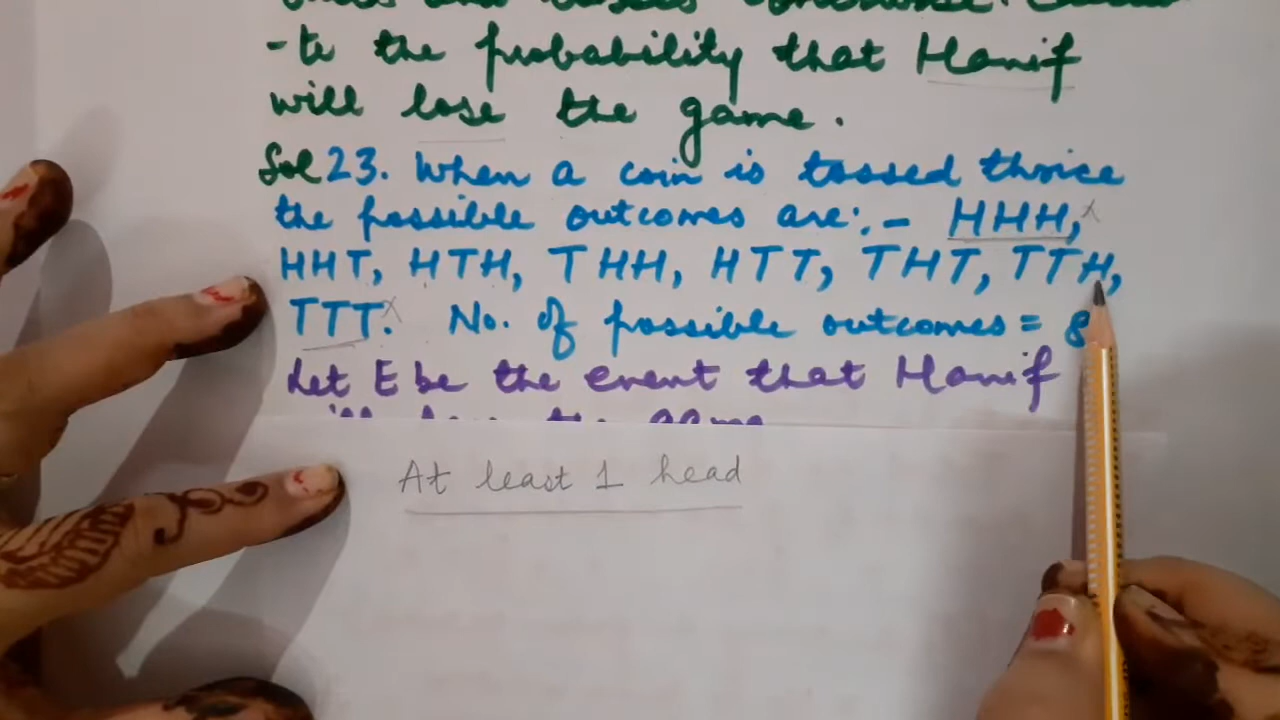 -te the probability that Hanif
will lose the game.
Sol 23. When a coin is tossed thrice
the possible outcomes are:- HHH,x
HHT, HTH, THH, HTT, THT, TTH,
TTT.x No. of possible outcomes = 8
Let E be the event that Hanif
At least 1 head